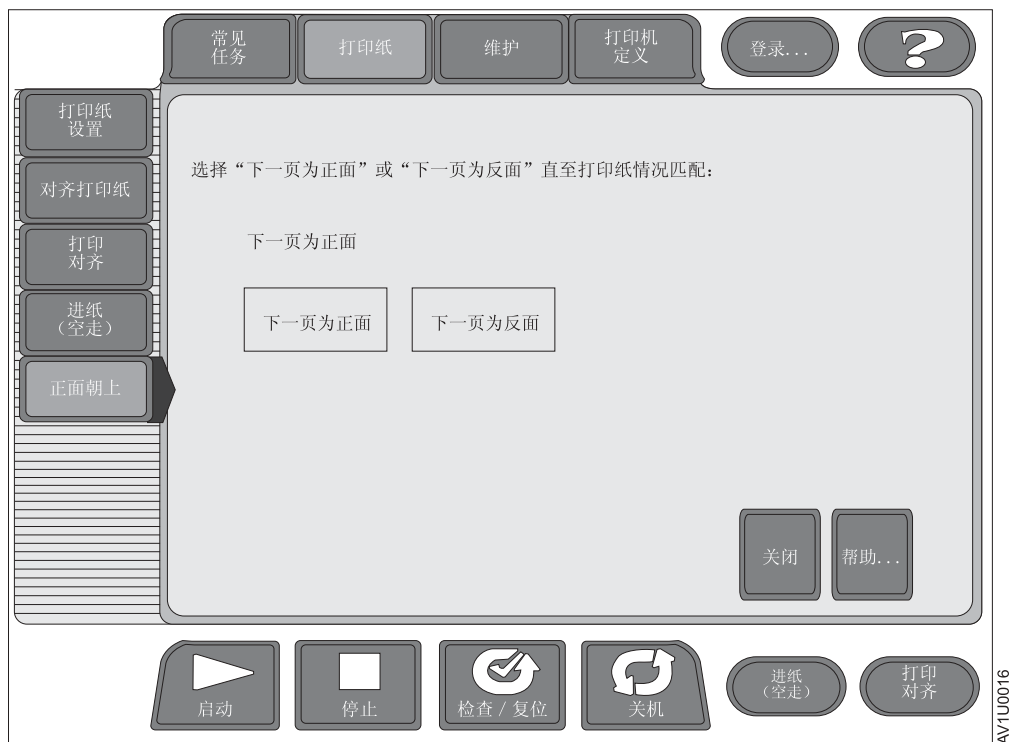 常见
任务
打印纸
维护
打印机
定义
登录...
?
打印纸
设置
对齐打印纸
打印
对齐
进纸
(空走)
正面朝上
选择“下一页为正面”或“下一页为反面”直至打印纸情况匹配:
下一页为正面
下一页为正面
下一页为反面
关闭
帮助...
启动
停止
检查 / 复位
关机
进纸
(空走)
打印
对齐
AV1U0016